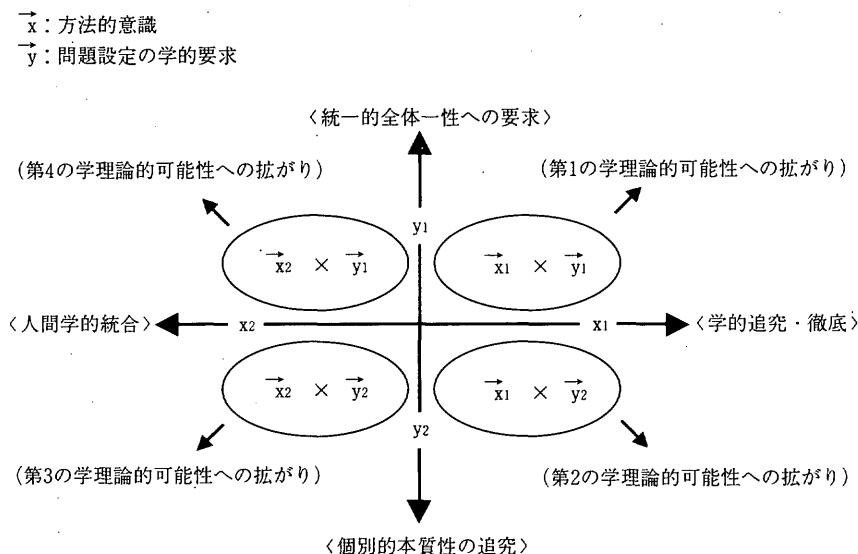 x→:方法的意識
y→:問題設定の学的要求
〈統一的全体一性への要求〉
(第4の学理論的可能性への拡がり)
(第1の学理論的可能性への拡がり)
y1
x2→ × y1→
x1→ × y1→
〈人間学的統合〉
x2
x1
〈学的追究・徹底〉
x2→ × y2→
x1→ × y2→
y2
(第3の学理論的可能性への拡がり)
(第2の学理論的可能性への拡がり)
〈個別的本質性の追究〉